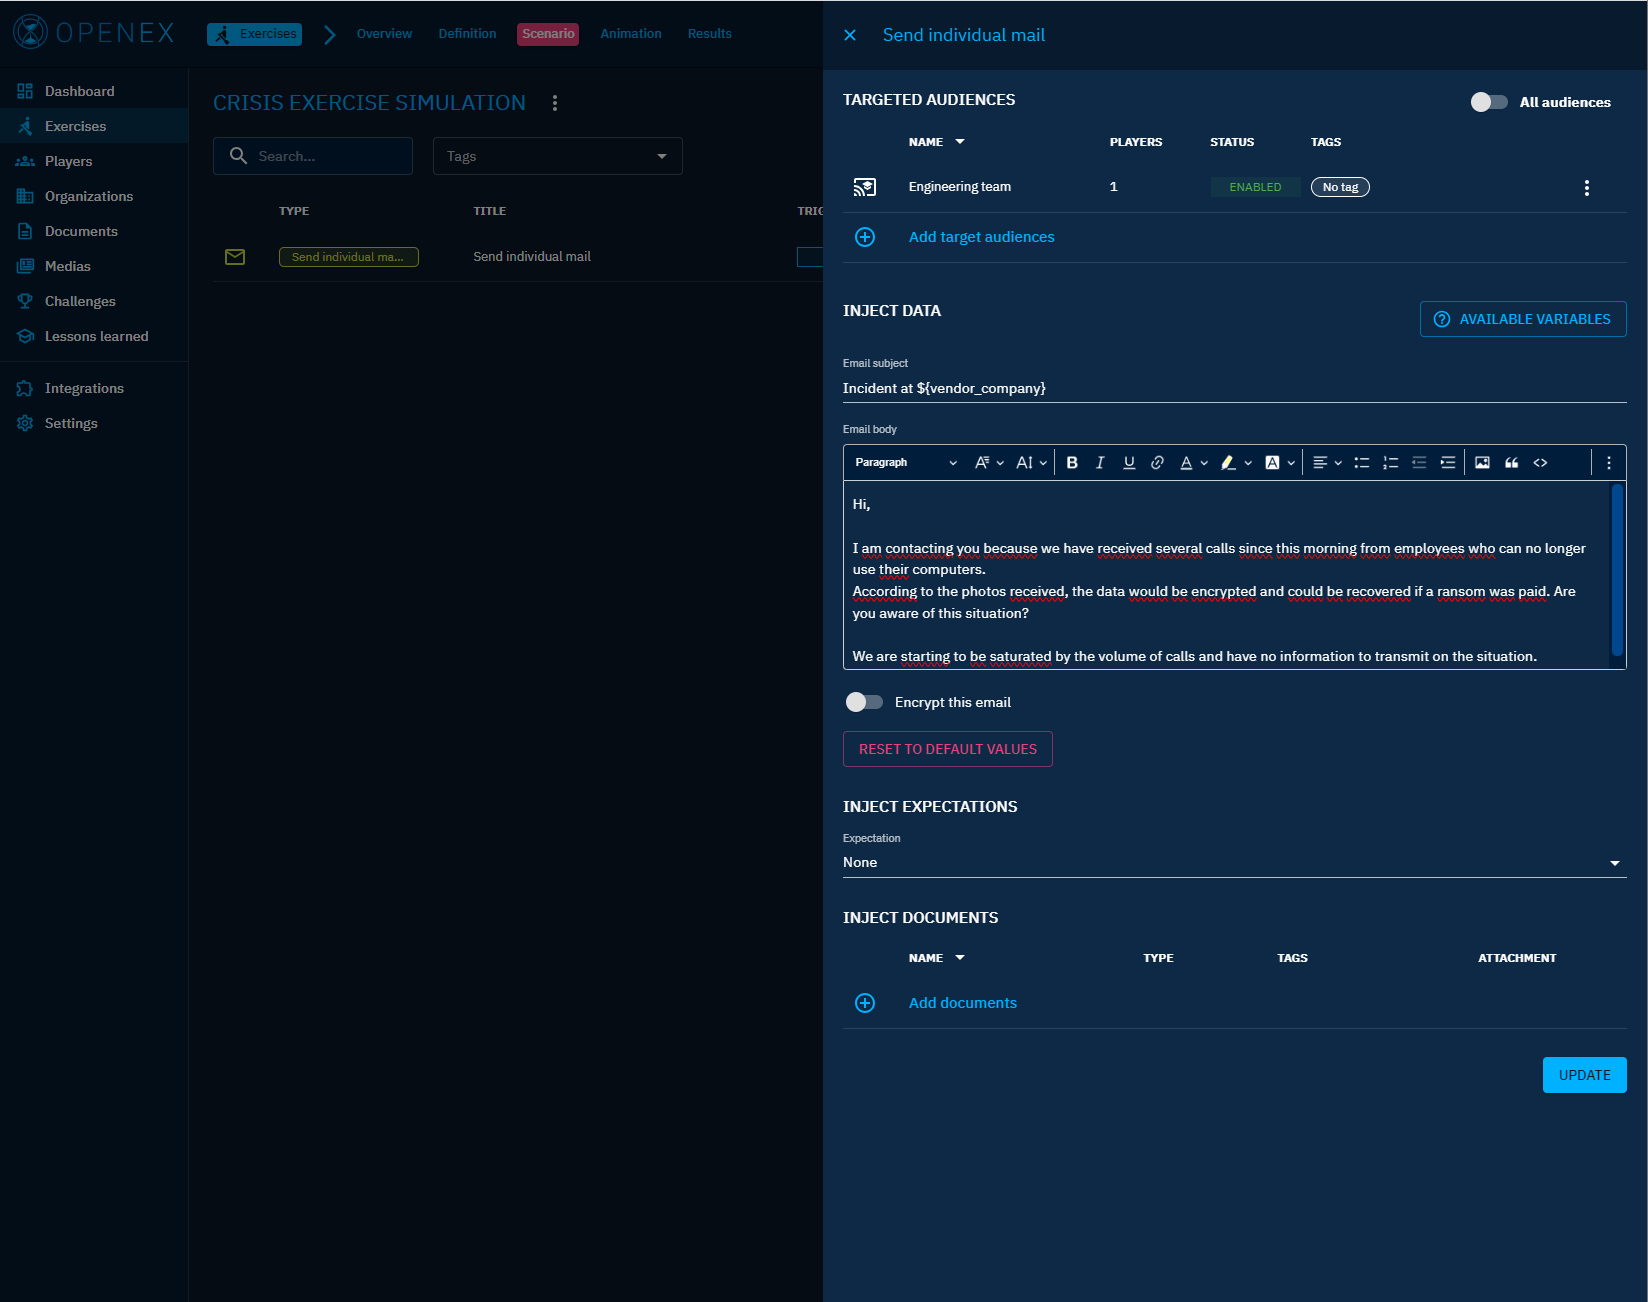 OPENEX
Exercises
Overview
Definition
Scenario
Animation
Results
Dashboard
Exercises
Players
Organizations
Documents
Medias
Challenges
Lessons learned
Integrations
Settings
CRISIS EXERCISE SIMULATION
Search...
Tags
TYPE TITLE TRIG
Send individual ma... Send individual mail
Send individual mail
TARGETED AUDIENCES
All audiences
NAME PLAYERS STATUS TAGS
Engineering team 1 ENABLED No tag
Add target audiences
INJECT DATA
AVAILABLE VARIABLES
Email subject
Incident at ${vendor_company}
Email body
Paragraph
Hi,
I am contacting you because we have received several calls since this morning from employees who can no longer
use their computers.
According to the photos received, the data would be encrypted and could be recovered if a ransom was paid. Are
you aware of this situation?
We are starting to be saturated by the volume of calls and have no information to transmit on the situation.
Encrypt this email
RESET TO DEFAULT VALUES
INJECT EXPECTATIONS
Expectation
None
INJECT DOCUMENTS
NAME TYPE TAGS ATTACHMENT
Add documents
UPDATE